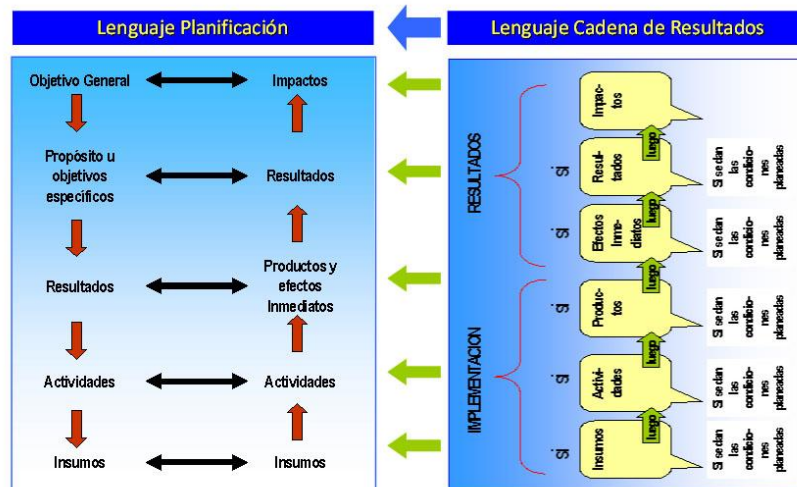 Lenguaje Planificación
Lenguaje Cadena de Resultados
Objetivo General
Impactos
Propósito u
objetivos
específicos
Resultados
Resultados
Productos y
efectos
Inmediatos
Actividades
Actividades
Insumos
Insumos
RESULTADOS
IMPLEMENTACION
Impac-
tos
luego
SI.
Resul-
tados
SI se dan
las
condicio-
nes
planeadas
luego
SI.
Efectos
Inme-
diatos
SI se dan
las
condicio-
nes
planeadas
luego
SI.
Produc-
tos
SI se dan
las
condicio-
nes
planeadas
luego
SI.
Activi-
dades
SI se dan
las
condicio-
nes
planeadas
luego
SI.
Insumos
SI se dan
las
condicio-
nes
planeadas